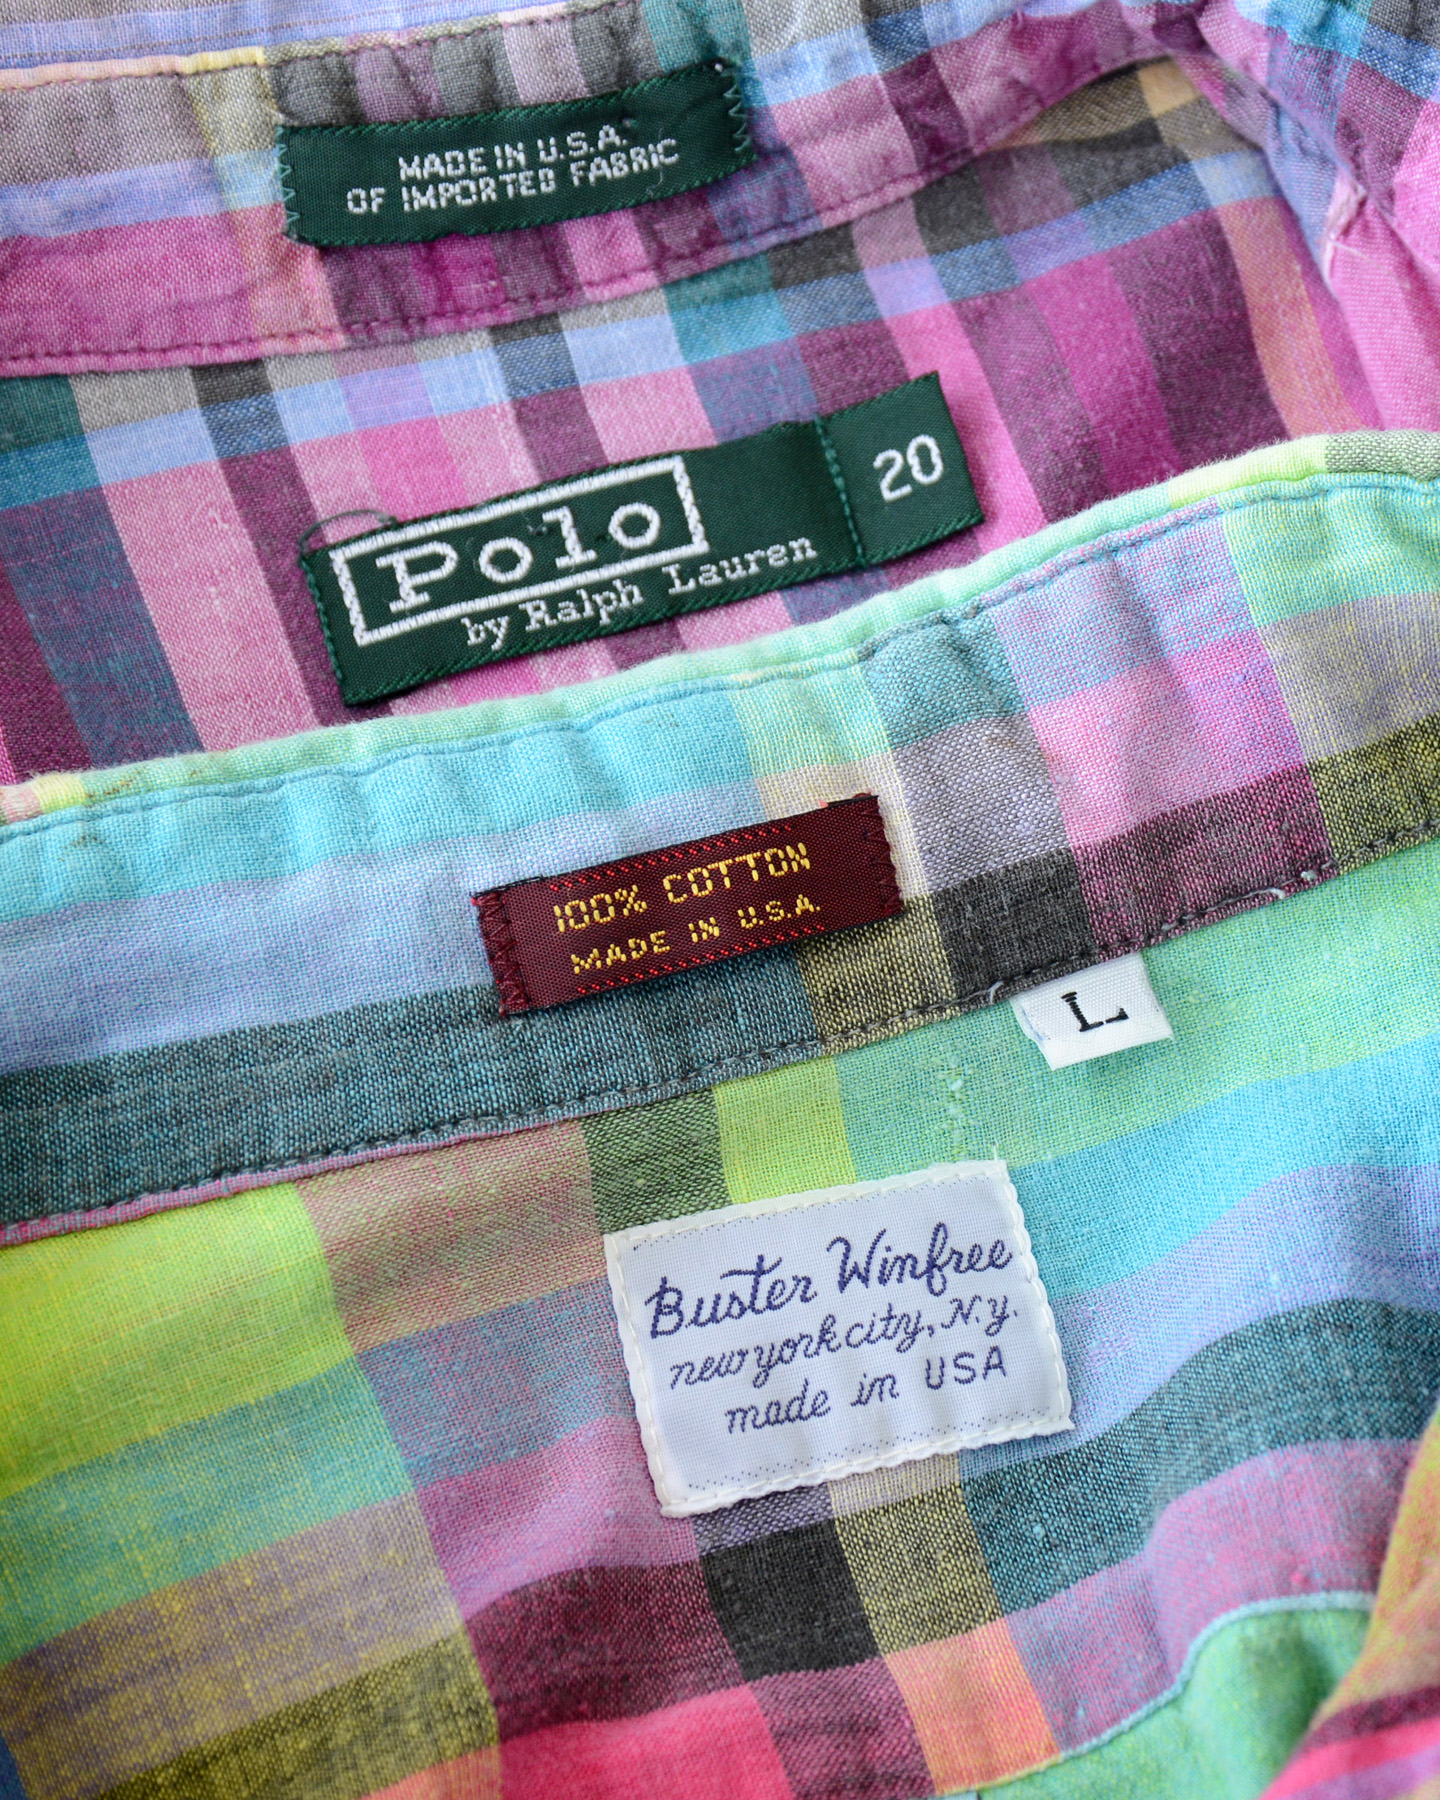 MADE IN U.S.A.
OF IMPORTED FABRIC
Polo
by Ralph Lauren
20
100% COTTON
MADE IN U.S.A.
L
Buster Winfree
new york city, N.y.
made in USA